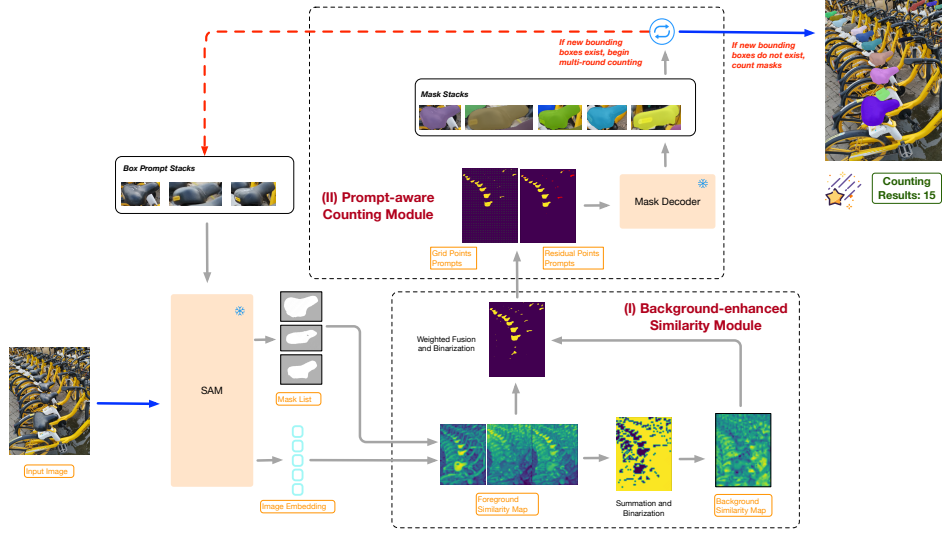 If new bounding
boxes exist, begin
multi-round counting
If new bounding
boxes do not exist,
count masks
Mask Stacks
Box Prompt Stacks
(II) Prompt-aware
Counting Module
Mask Decoder
Counting
Results: 15
Grid Points
Prompts
Residual Points
Prompts
(I) Background-enhanced
Similarity Module
Weighted Fusion
and Binarization
SAM
Mask List
Input Image
Image Embedding
Foreground
Similarity Map
Summation and
Binarization
Background
Similarity Map